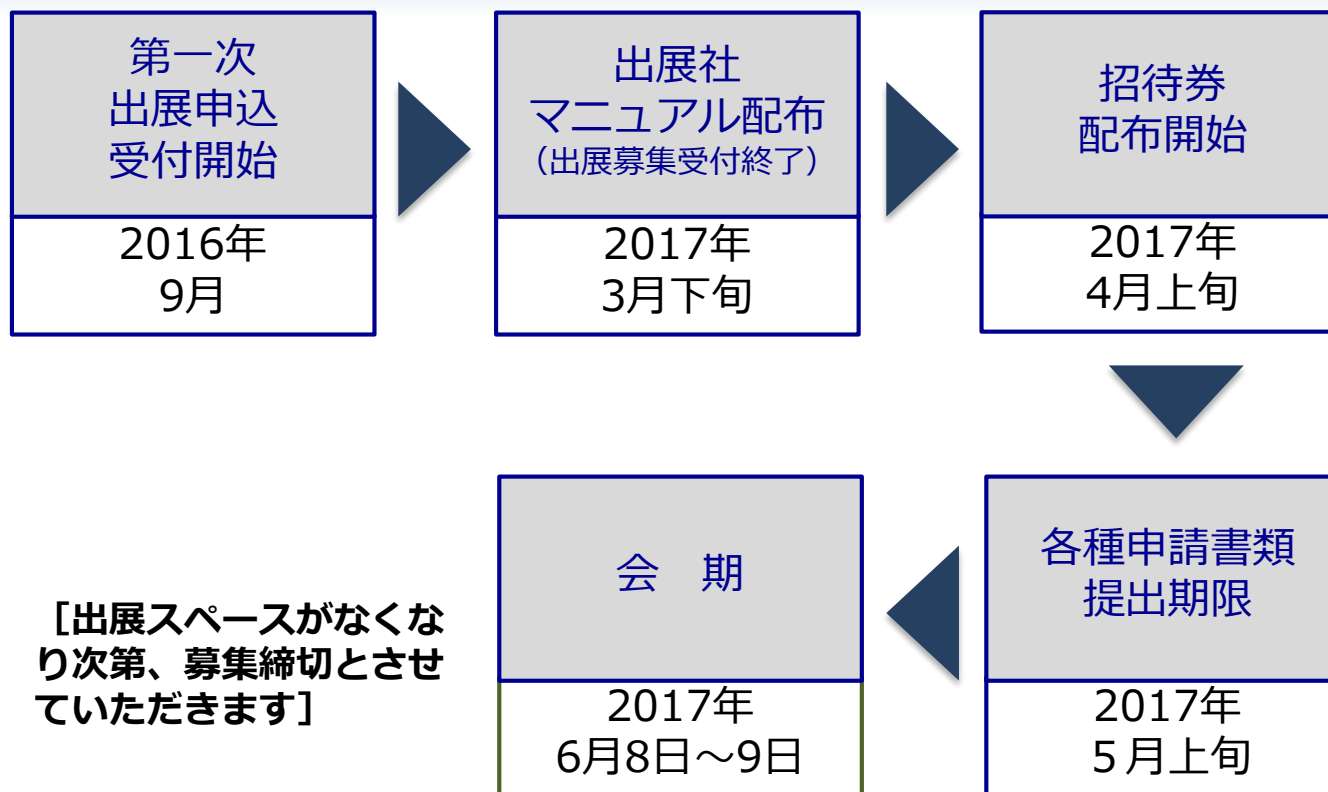 第一次
出展申込
受付開始
2016年
9月
出展社
マニュアル配布
（出展募集受付終了）
2017年
3月下旬
招待券
配布開始
2017年
4月上旬
各種申請書類
提出期限
2017年
５月上旬
会　期
2017年
6月8日～9日
［出展スペースがなくな
り次第、募集締切とさせ
ていただきます］